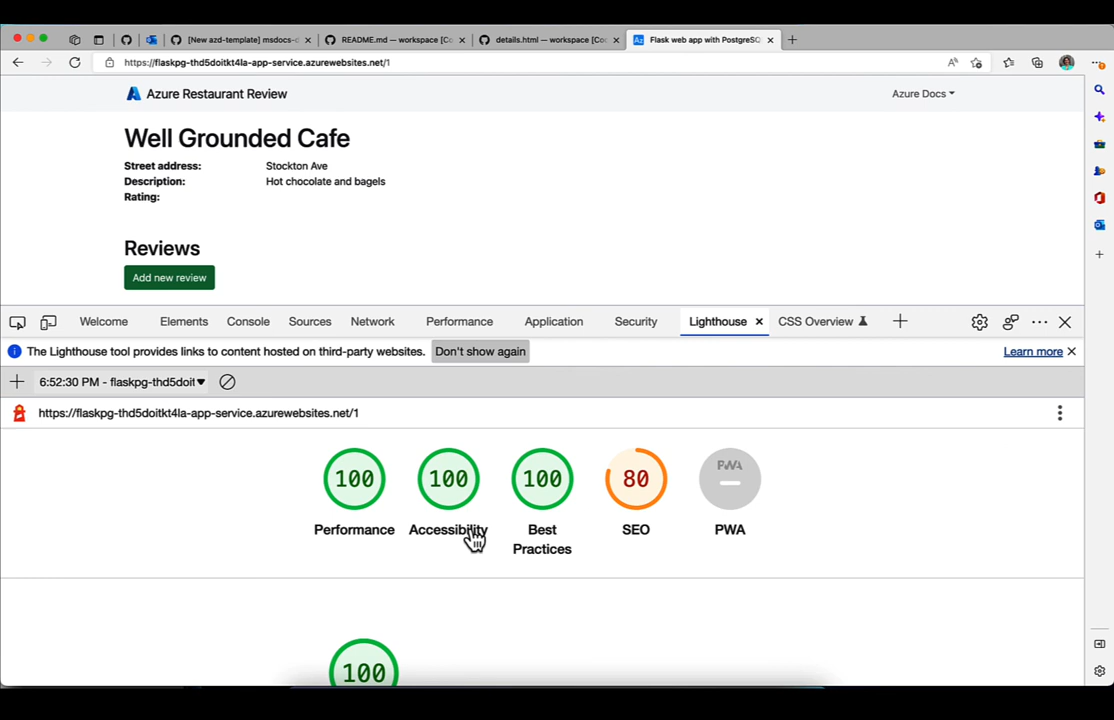 [New azd-template] msdocs-d
README.md — workspace [Co
details.html — workspace [Coc
Flask web app with PostgreSQ
https://flaskpg-thd5doitkt4la-app-service.azurewebsites.net/1
Azure Restaurant Review
Azure Docs
Well Grounded Cafe
Street address: Stockton Ave
Description: Hot chocolate and bagels
Rating:
Reviews
Add new review
Welcome Elements Console Sources Network Performance Application Security Lighthouse CSS Overview
The Lighthouse tool provides links to content hosted on third-party websites. Don't show again Learn more
6:52:30 PM - flaskpg-thd5doit
https://flaskpg-thd5doitkt4la-app-service.azurewebsites.net/1
100 100 100 80 PWA
Performance Accessibility Best Practices SEO PWA
100